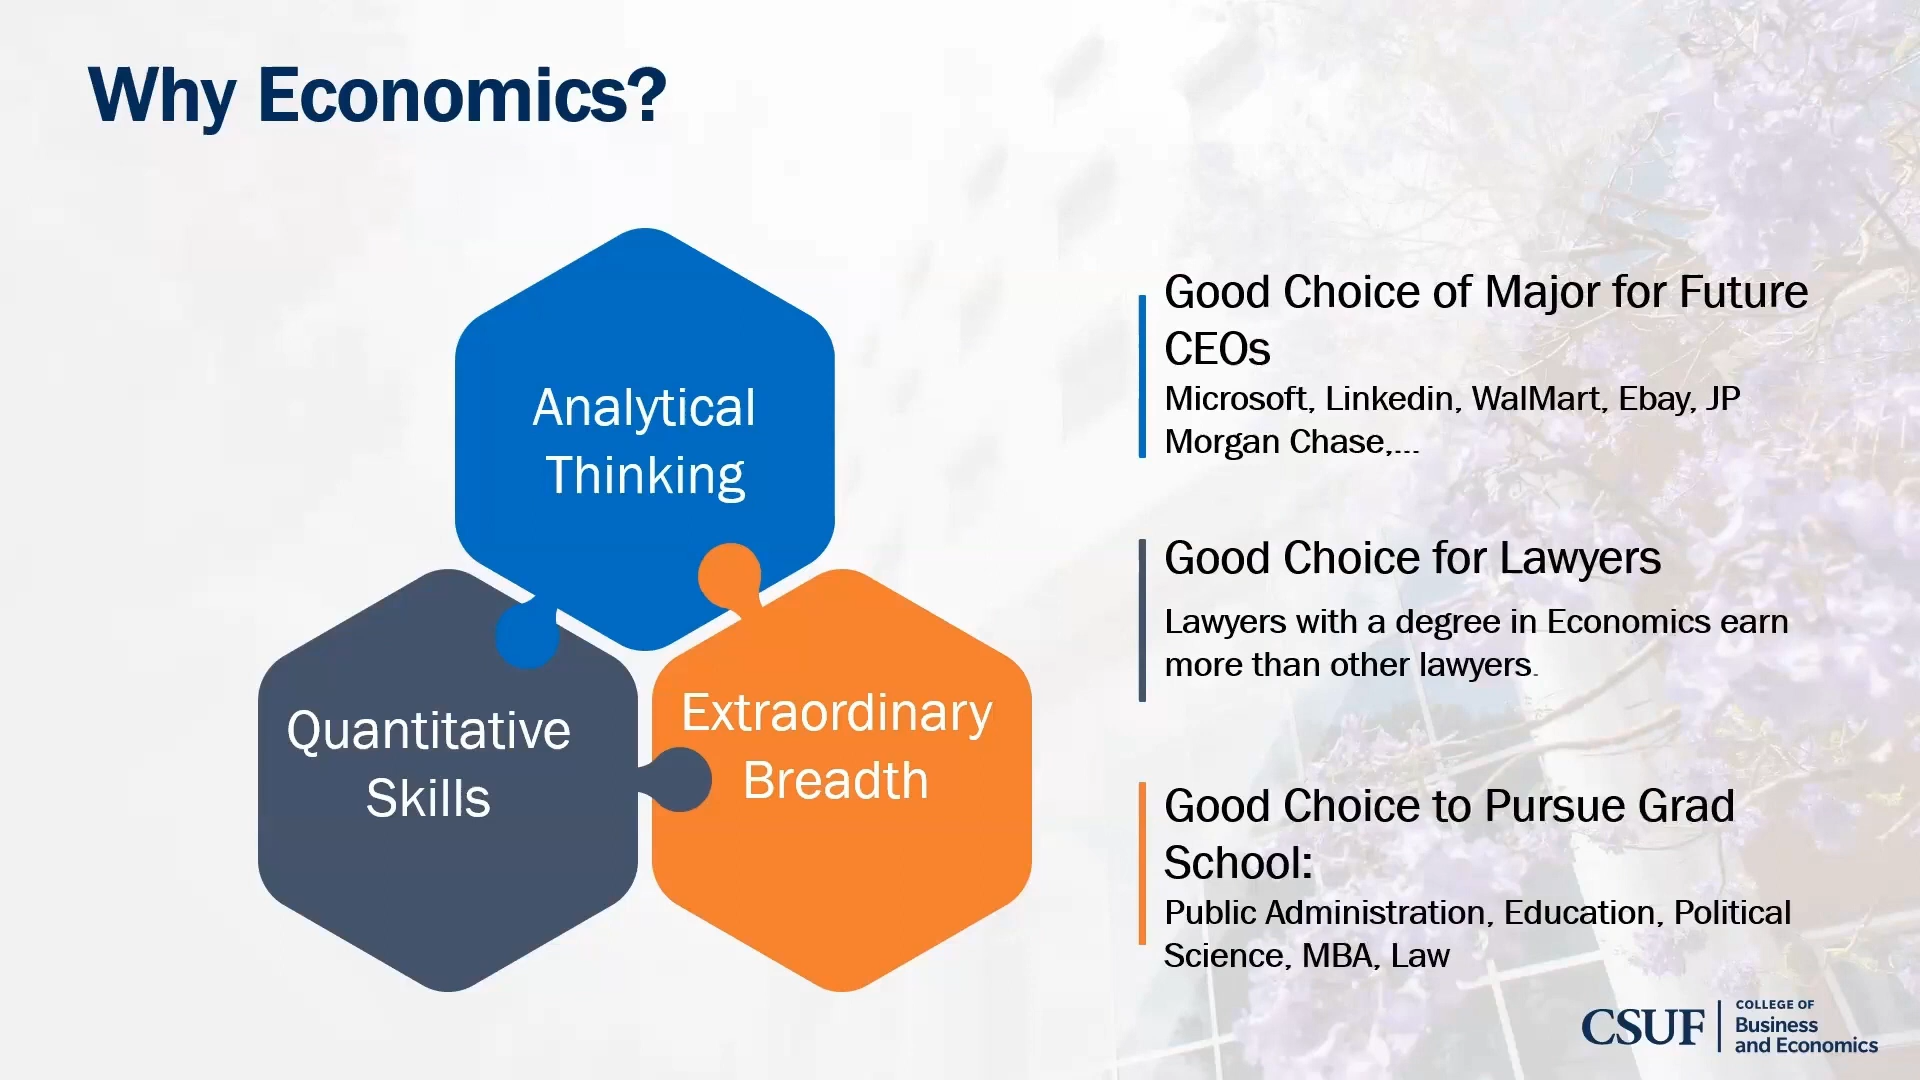 Why Economics?
Analytical
Thinking
Quantitative
Skills
Extraordinary
Breadth
Good Choice of Major for Future
CEOs
Microsoft, Linkedin, WalMart, Ebay, JP
Morgan Chase,...
Good Choice for Lawyers
Lawyers with a degree in Economics earn
more than other lawyers.
Good Choice to Pursue Grad
School:
Public Administration, Education, Political
Science, MBA, Law
CSUF
COLLEGE OF
Business
and Economics